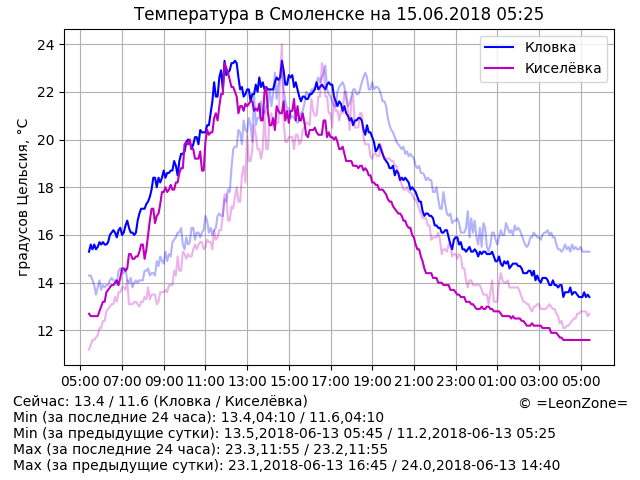 Температура в Смоленске на 15.06.2018 05:25
Кловка
Киселёвка
градусов Цельсия, °C
24
22
20
18
16
14
12
05:00 07:00 09:00 11:00 13:00 15:00 17:00 19:00 21:00 23:00 01:00 03:00 05:00
Сейчас: 13.4 / 11.6 (Кловка / Киселёвка)
© =LeonZone=
Min (за последние 24 часа): 13.4,04:10 / 11.6,04:10
Min (за предыдущие сутки): 13.5,2018-06-13 05:45 / 11.2,2018-06-13 05:25
Max (за последние 24 часа): 23.3,11:55 / 23.2,11:55
Max (за предыдущие сутки): 23.1,2018-06-13 16:45 / 24.0,2018-06-13 14:40